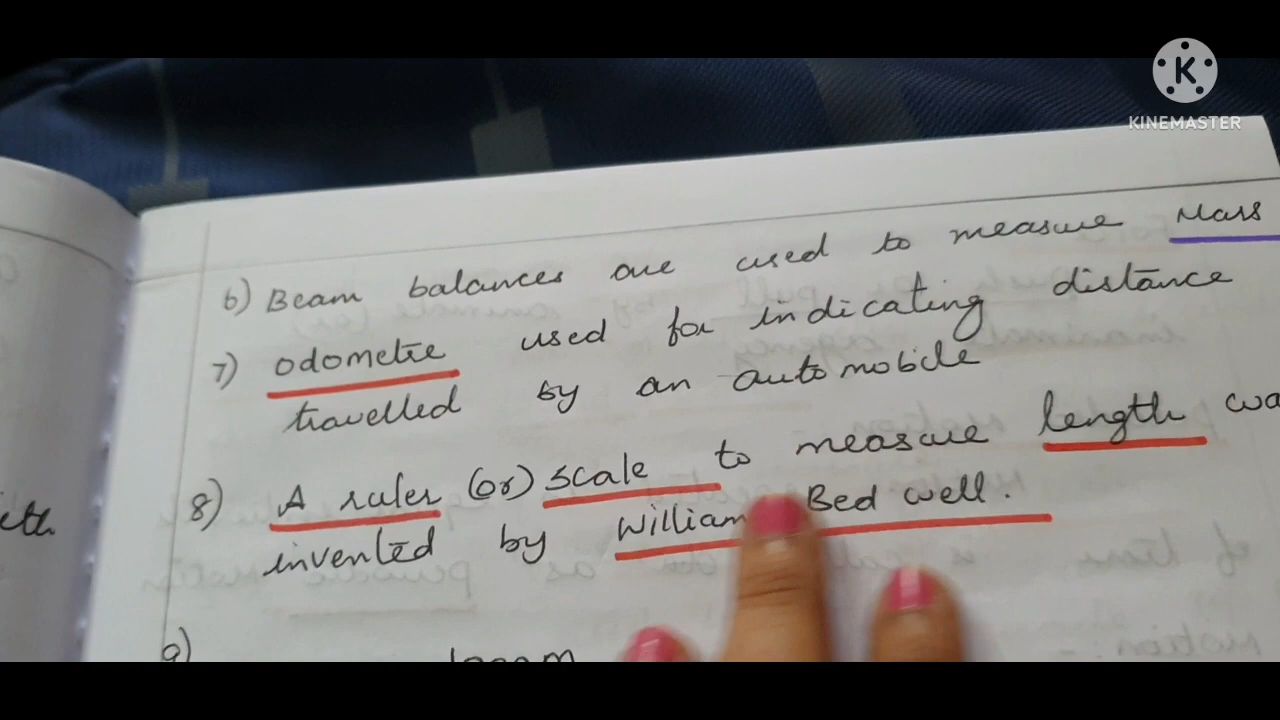 KINEMASTER
6) Beam balances are used to measure Mass
7) odometre used for indicating distance
travelled by an automobile
8) A ruler (or) scale to measure length wa
invented by William Bed well.
9)